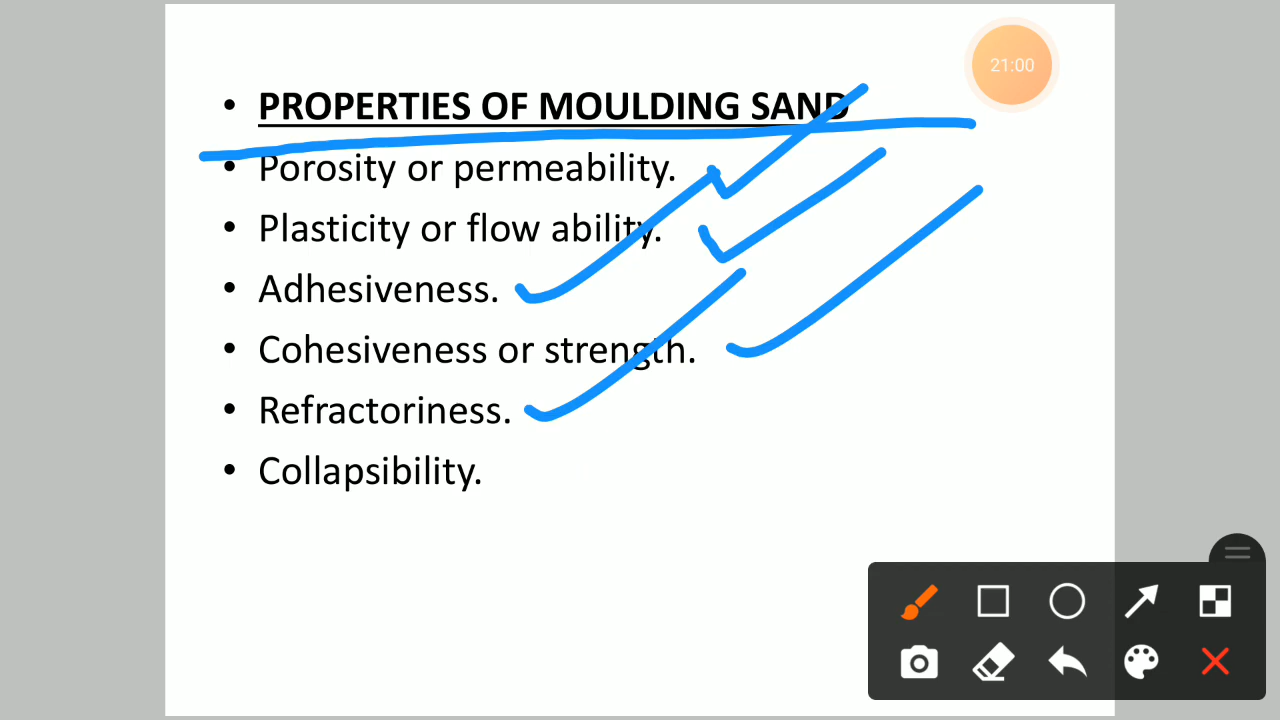 • PROPERTIES OF MOULDING SAND
• Porosity or permeability.
• Plasticity or flow ability.
• Adhesiveness.
• Cohesiveness or strength.
• Refractoriness.
• Collapsibility.
21:00